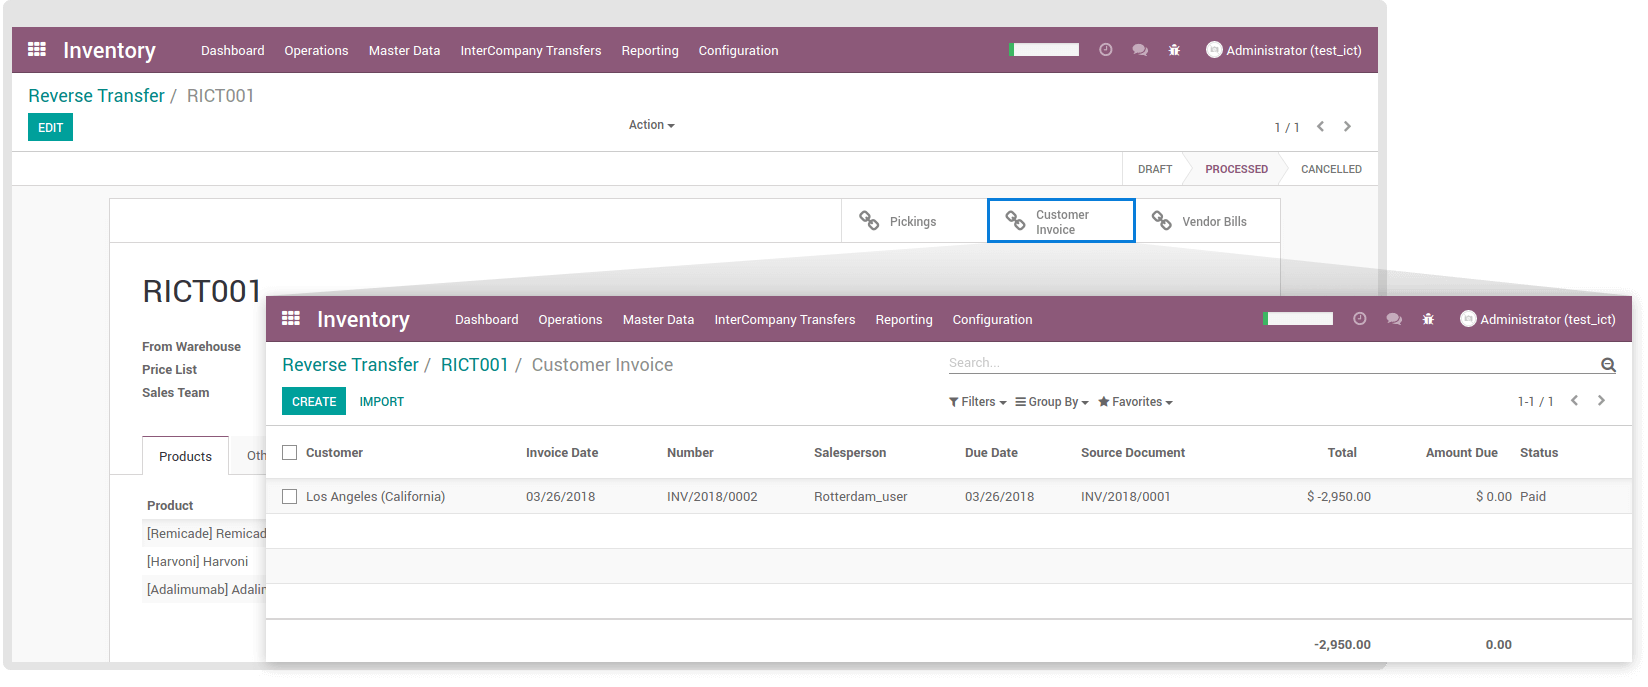 Inventory Dashboard Operations Master Data InterCompany Transfers Reporting Configuration Administrator (test_ict)
Reverse Transfer / RICT001
EDIT Action 1 / 1
DRAFT PROCESSED CANCELLED
Pickings Customer Invoice Vendor Bills
RICT001
From Warehouse
Price List
Sales Team
Products Oth
Product
[Remicade] Remicad
[Harvoni] Harvoni
[Adalimumab] Adalin
Inventory Dashboard Operations Master Data InterCompany Transfers Reporting Configuration Administrator (test_ict)
Reverse Transfer / RICT001 / Customer Invoice Search...
CREATE IMPORT Filters Group By Favorites 1-1 / 1
Customer Invoice Date Number Salesperson Due Date Source Document Total Amount Due Status
Los Angeles (California) 03/26/2018 INV/2018/0002 Rotterdam_user 03/26/2018 INV/2018/0001 $ -2,950.00 $ 0.00 Paid
-2,950.00 0.00